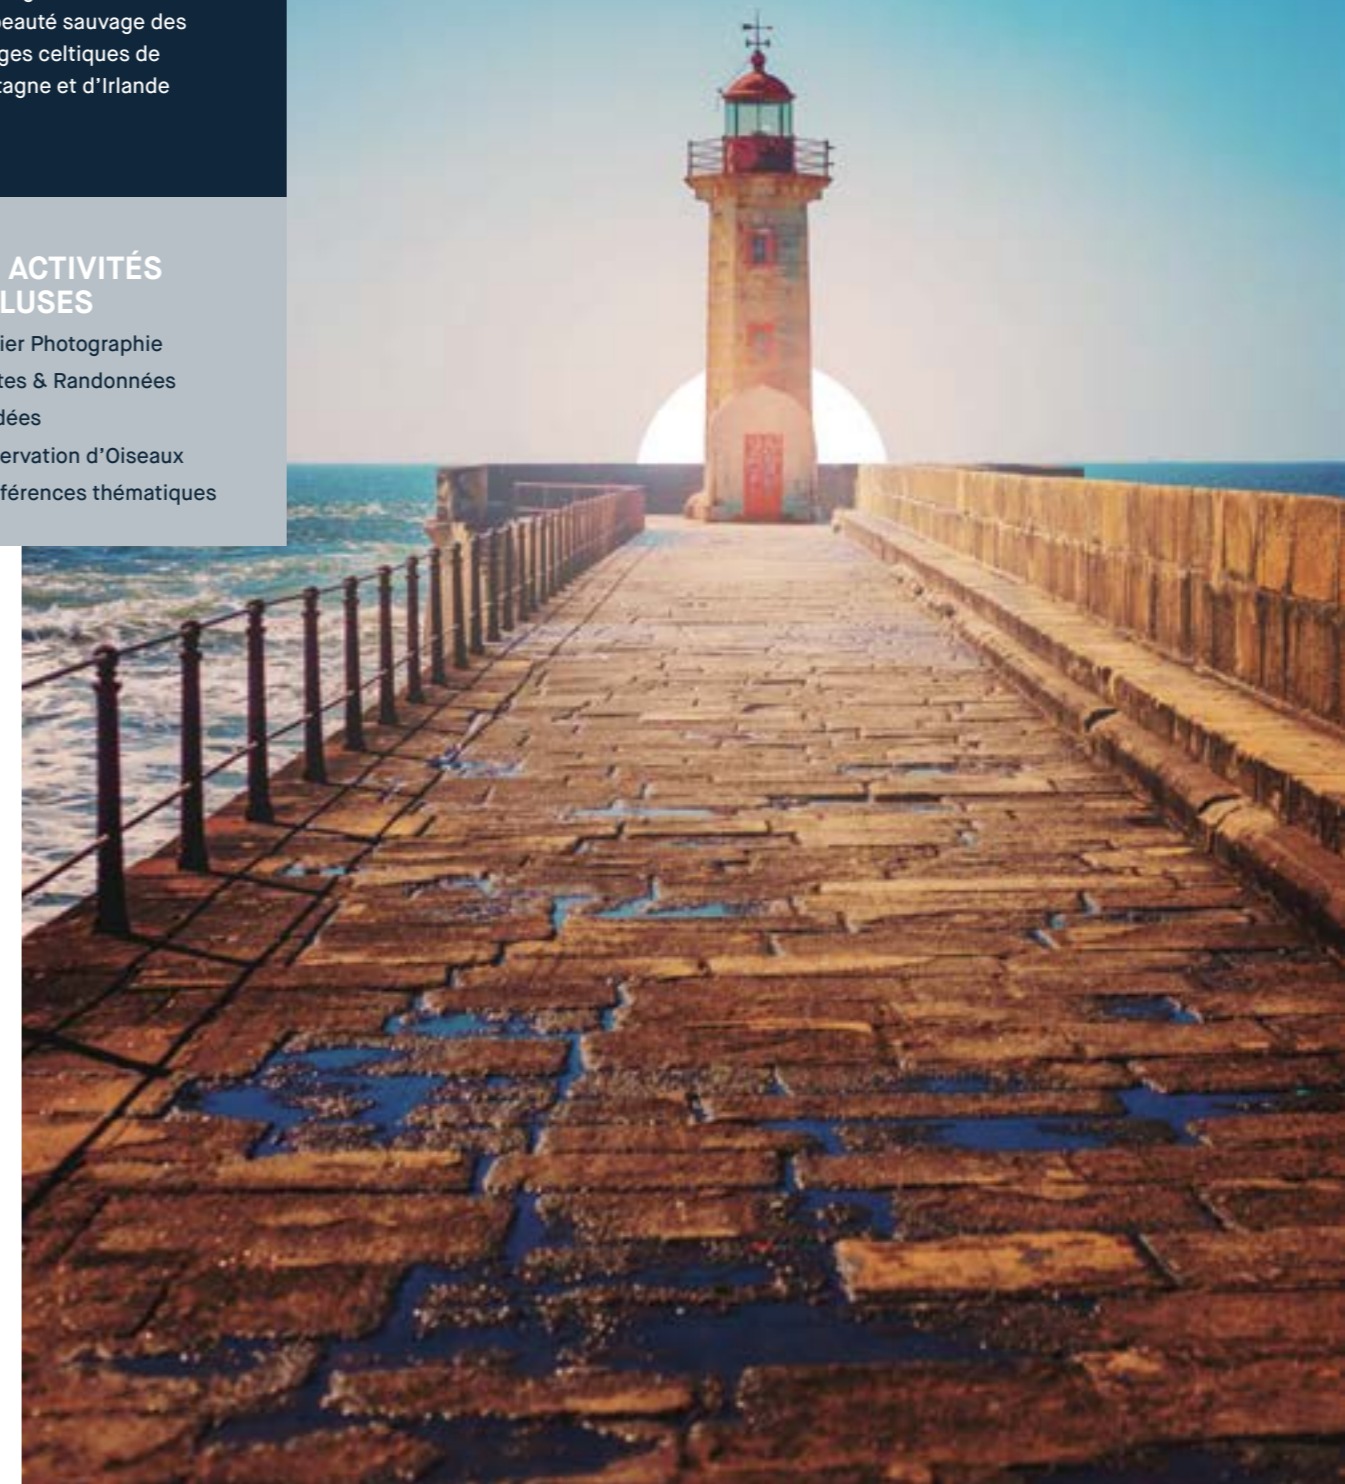 beauté sauvage des
ges celtiques de
tagne et d'Irlande
ACTIVITÉS
LUSES
ier Photographie
tes & Randonnées
dées
ervation d'Oiseaux
férences thématiques